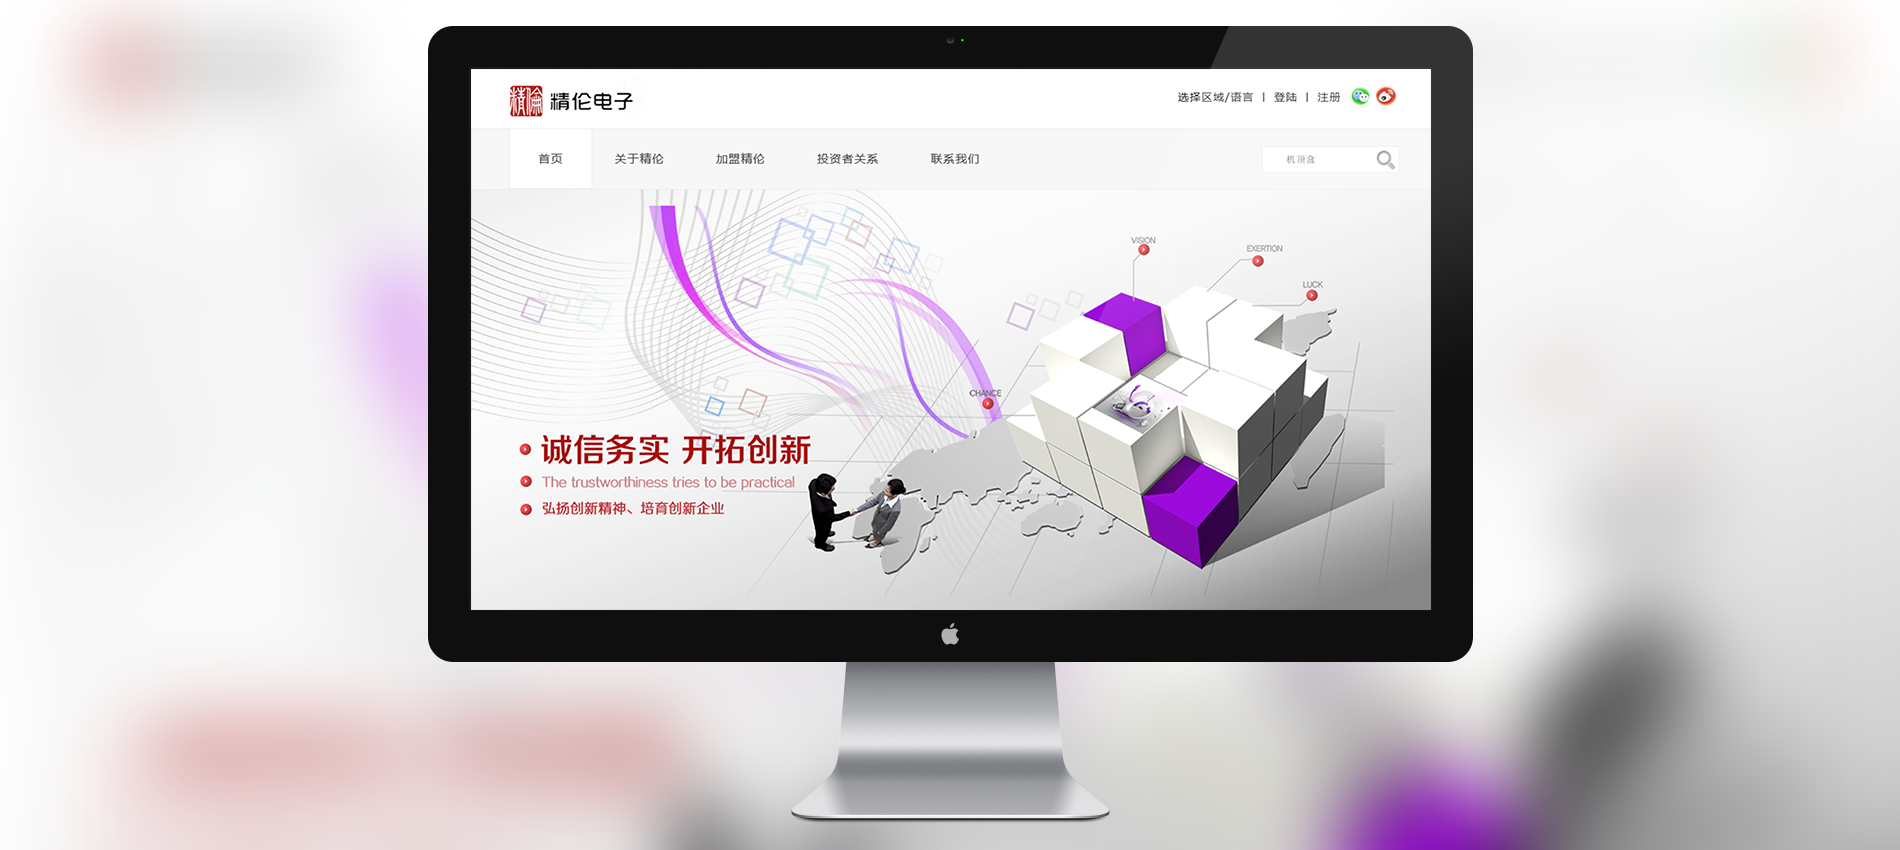 精倫 精伦电子
选择区域/语言 | 登陆 | 注册
首页 关于精伦 加盟精伦 投资者关系 联系我们
机顶盒
VISION
EXERTION
LUCK
CHANCE
诚信务实 开拓创新
The trustworthiness tries to be practical
弘扬创新精神、培育创新企业